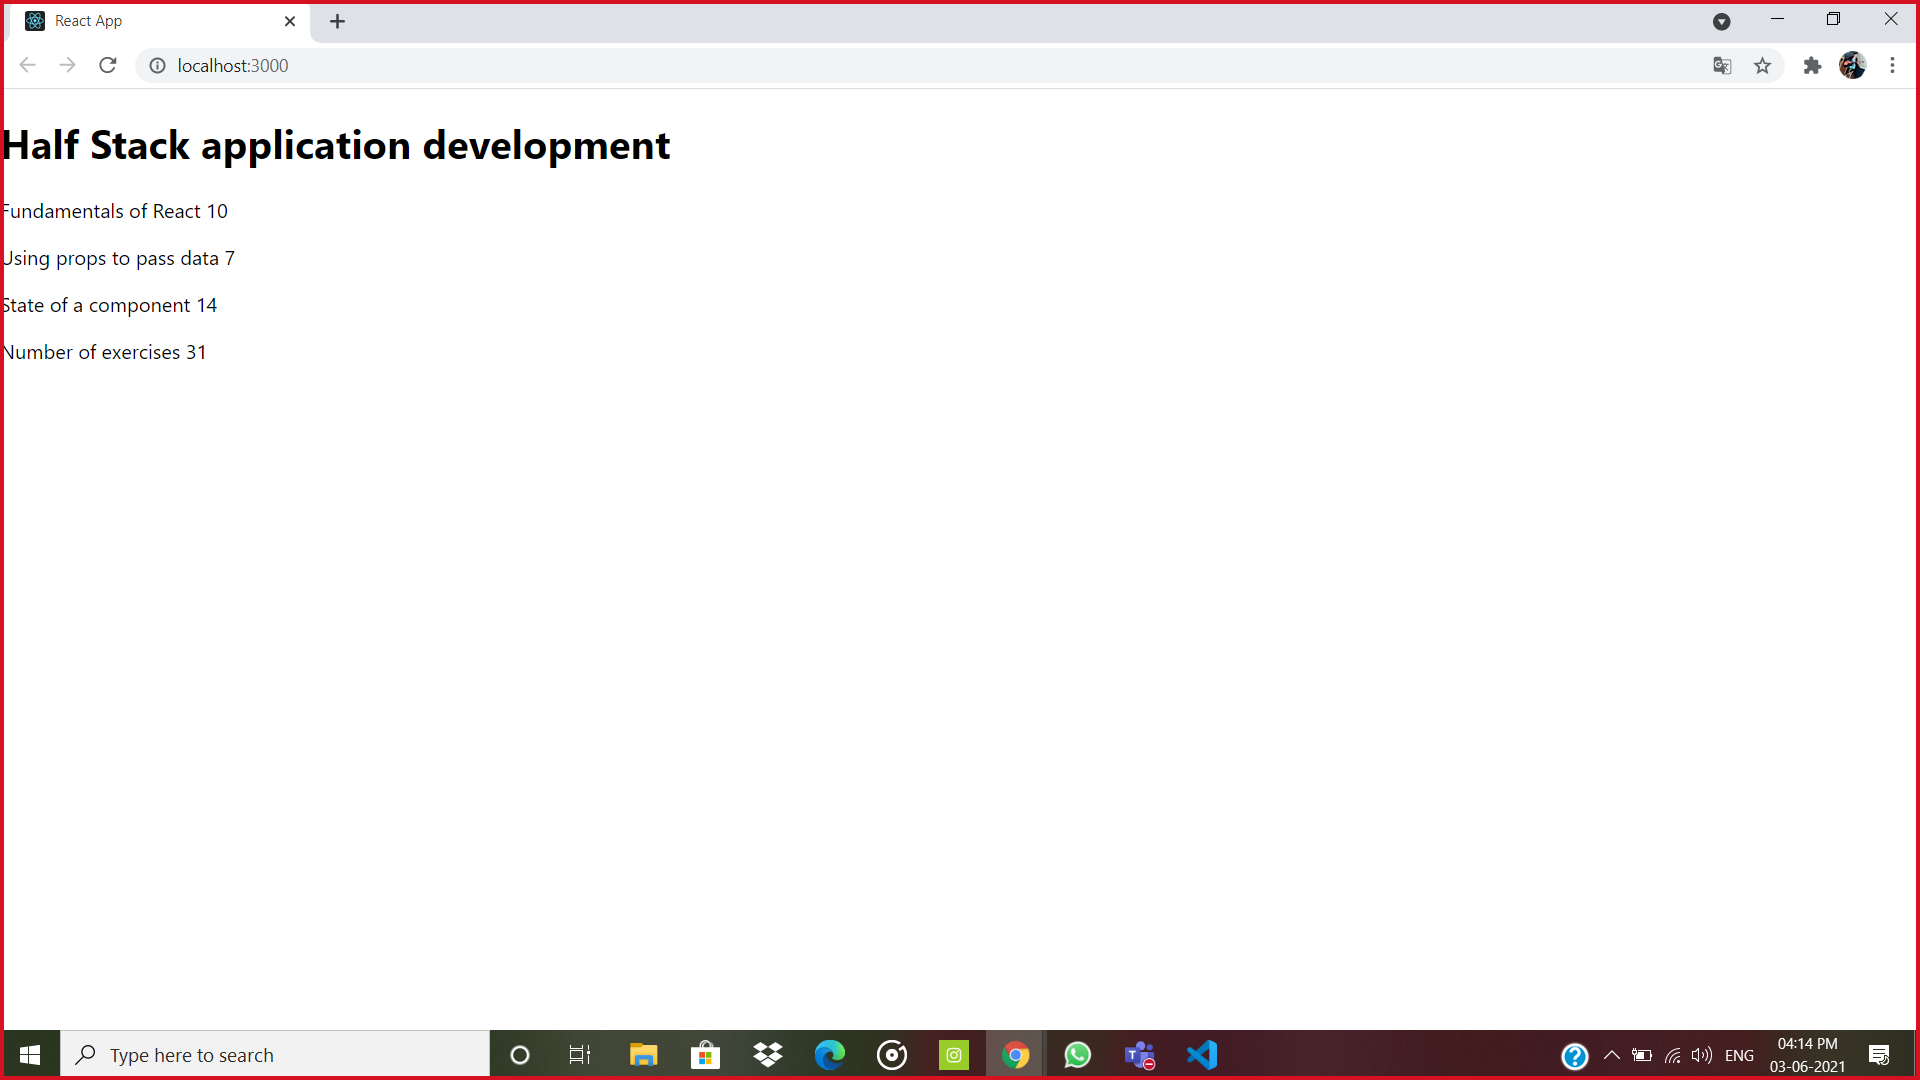 React App
localhost:3000
Half Stack application development
Fundamentals of React 10
Using props to pass data 7
State of a component 14
Number of exercises 31
Type here to search
ENG
04:14 PM
03-06-2021